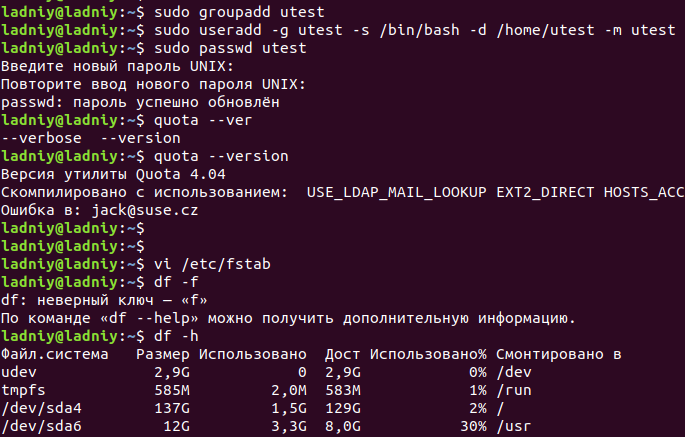 ladniy@ladniy:~$ sudo groupadd utest
ladniy@ladniy:~$ sudo useradd -g utest -s /bin/bash -d /home/utest -m utest
ladniy@ladniy:~$ sudo passwd utest
Введите новый пароль UNIX:
Повторите ввод нового пароля UNIX:
passwd: пароль успешно обновлён
ladniy@ladniy:~$ quota --ver
--verbose  --version
ladniy@ladniy:~$ quota --version
Версия утилиты Quota 4.04
Скомпилировано с использованием:  USE_LDAP_MAIL_LOOKUP EXT2_DIRECT HOSTS_ACC
Ошибка в: jack@suse.cz
ladniy@ladniy:~$
ladniy@ladniy:~$
ladniy@ladniy:~$ vi /etc/fstab
ladniy@ladniy:~$ df -f
df: неверный ключ — «f»
По команде «df --help» можно получить дополнительную информацию.
ladniy@ladniy:~$ df -h
Файл.система   Размер Использовано  Дост Использовано% Смонтировано в
udev             2,9G            0  2,9G            0% /dev
tmpfs            585M         2,0M  583M            1% /run
/dev/sda4        137G         1,5G  129G            2% /
/dev/sda6         12G         3,3G  8,0G           30% /usr